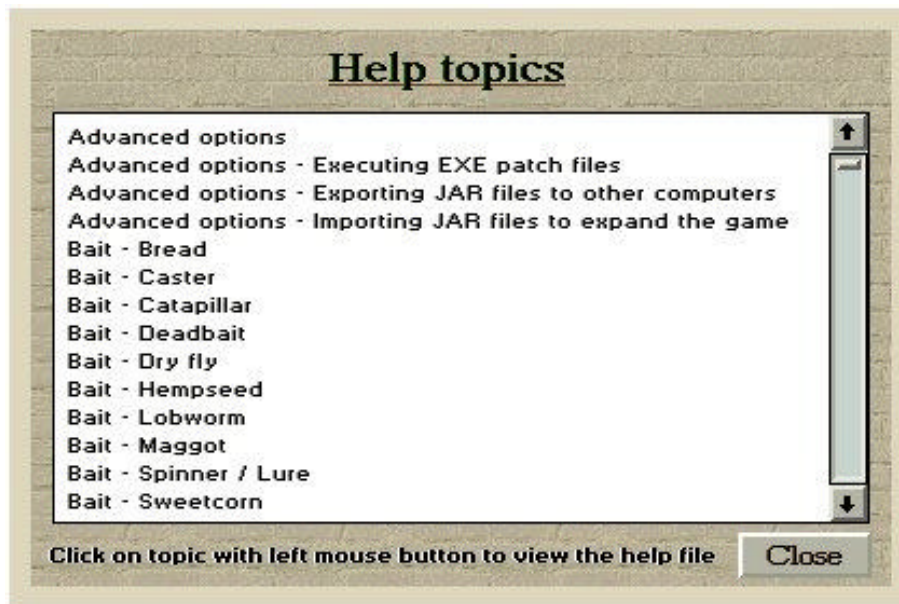 Help topics
Advanced options
Advanced options - Executing EXE patch files
Advanced options - Exporting JAR files to other computers
Advanced options - Importing JAR files to expand the game
Bait - Bread
Bait - Caster
Bait - Catapillar
Bait - Deadbait
Bait - Dry fly
Bait - Hempseed
Bait - Lobworm
Bait - Maggot
Bait - Spinner / Lure
Bait - Sweetcorn
Click on topic with left mouse button to view the help file
Close